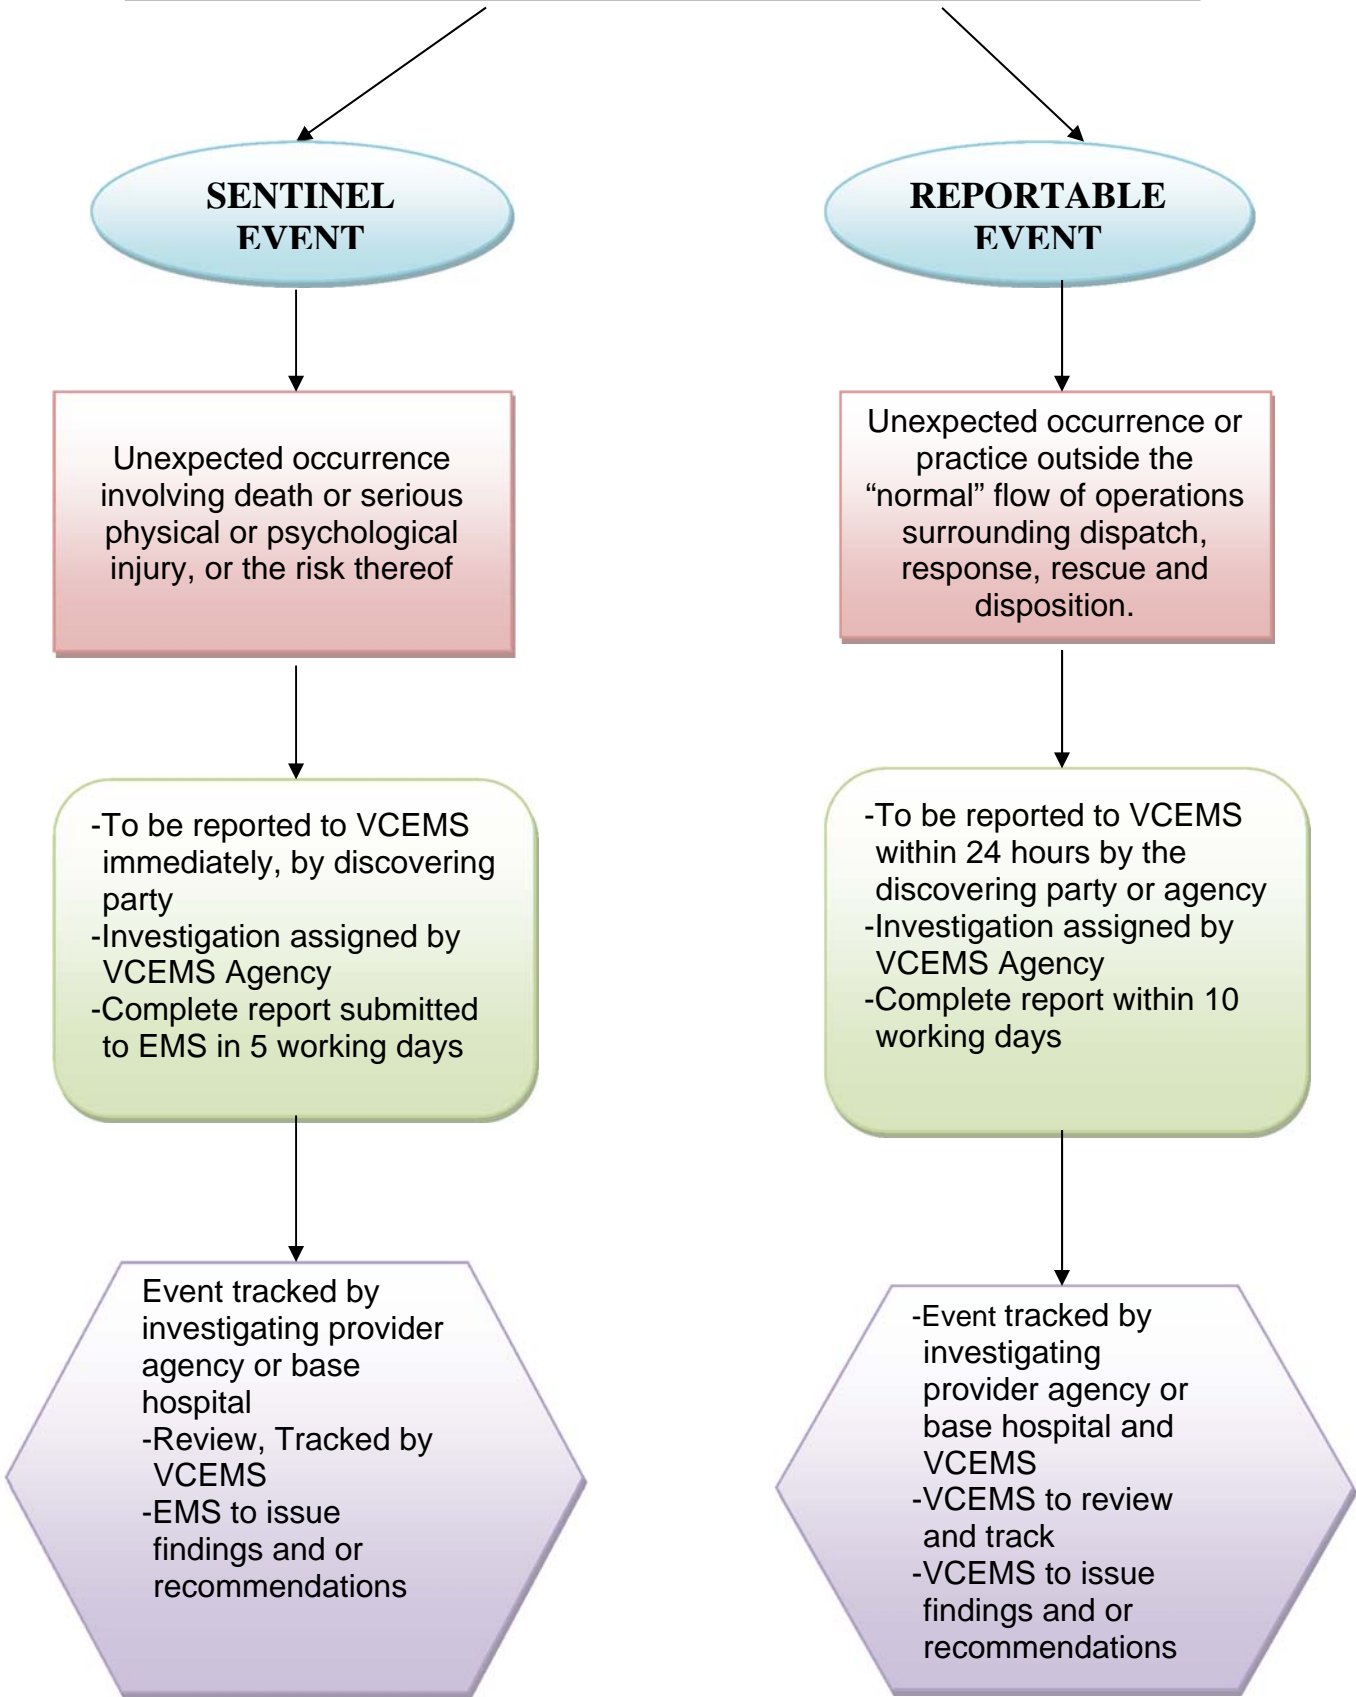 SENTINEL
EVENT
Unexpected occurrence
involving death or serious
physical or psychological
injury, or the risk thereof
-To be reported to VCEMS
immediately, by discovering
party
-Investigation assigned by
VCEMS Agency
-Complete report submitted
to EMS in 5 working days
Event tracked by
investigating provider
agency or base
hospital
-Review, Tracked by
VCEMS
-EMS to issue
findings and or
recommendations
REPORTABLE
EVENT
Unexpected occurrence or
practice outside the
“normal” flow of operations
surrounding dispatch,
response, rescue and
disposition.
-To be reported to VCEMS
within 24 hours by the
discovering party or agency
-Investigation assigned by
VCEMS Agency
-Complete report within 10
working days
-Event tracked by
investigating
provider agency or
base hospital and
VCEMS
-VCEMS to review
and track
-VCEMS to issue
findings and or
recommendations